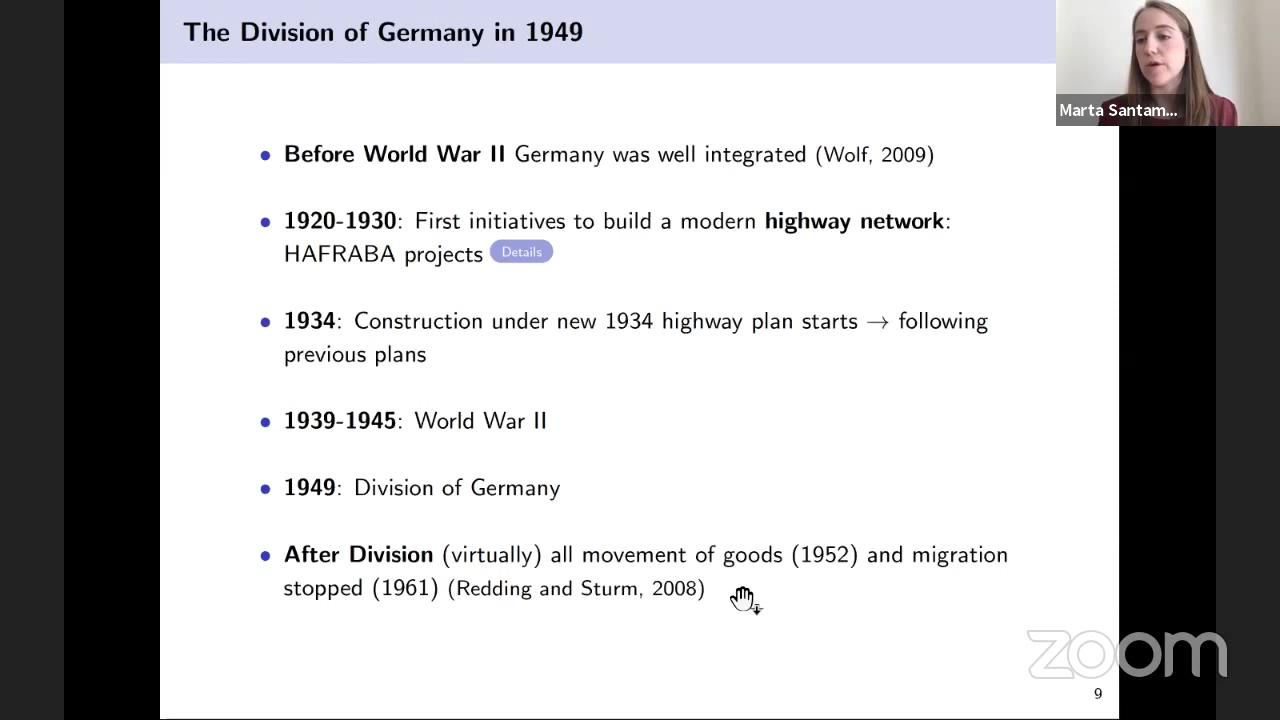 The Division of Germany in 1949
Marta Santam...
• Before World War II Germany was well integrated (Wolf, 2009)
• 1920-1930: First initiatives to build a modern highway network:
HAFRABA projects Details
• 1934: Construction under new 1934 highway plan starts → following
previous plans
• 1939-1945: World War II
• 1949: Division of Germany
• After Division (virtually) all movement of goods (1952) and migration
stopped (1961) (Redding and Sturm, 2008)
zoom
9